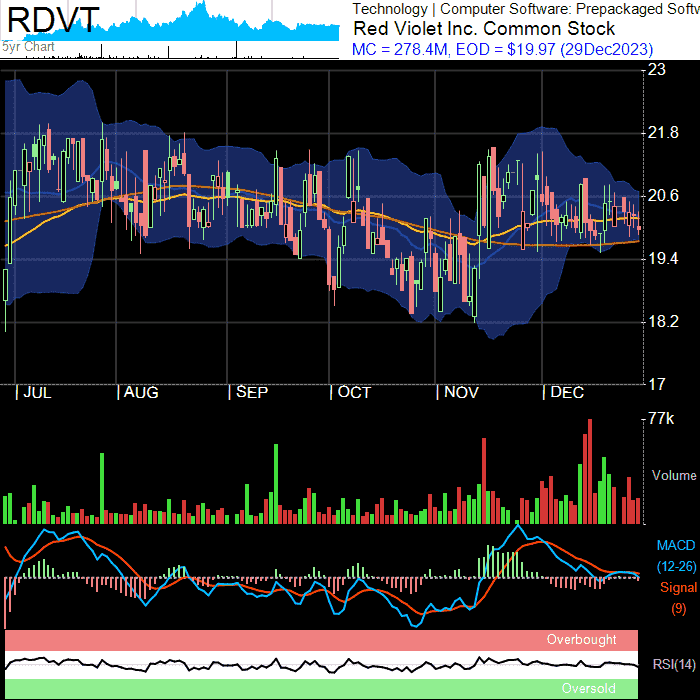 RDVT
5yr Chart
Technology | Computer Software: Prepackaged Softw
Red Violet Inc. Common Stock
MC = 278.4M, EOD = $19.97 (29Dec2023)
23
21.8
20.6
19.4
18.2
17
JUL
AUG
SEP
OCT
NOV
DEC
77k
Volume
MACD
(12-26)
Signal
(9)
Overbought
RSI(14)
Oversold